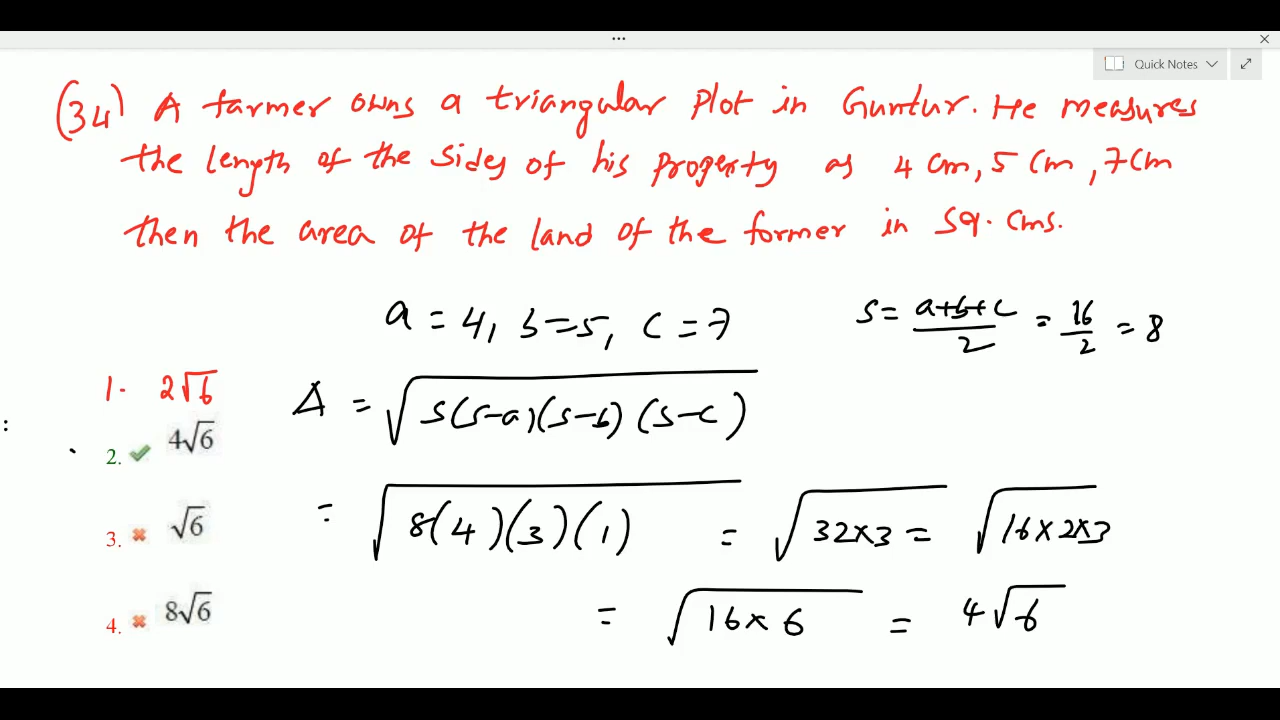 ...
Quick Notes
(34) A farmer owns a triangular Plot in Guntur. He measures
the length of the Sides of his property as 4 cm, 5 cm, 7 cm
then the area of the land of the former in Sq. cms.
a = 4, b = 5, c = 7
S = a+b+c/2 = 16/2 = 8
1. 2√6
Δ = √S(S-a)(S-b)(S-c)
:
2. 4√6
3. √6
= √8(4)(3)(1) = √32×3 = √16×2×3
4. 8√6
= √16×6 = 4√6